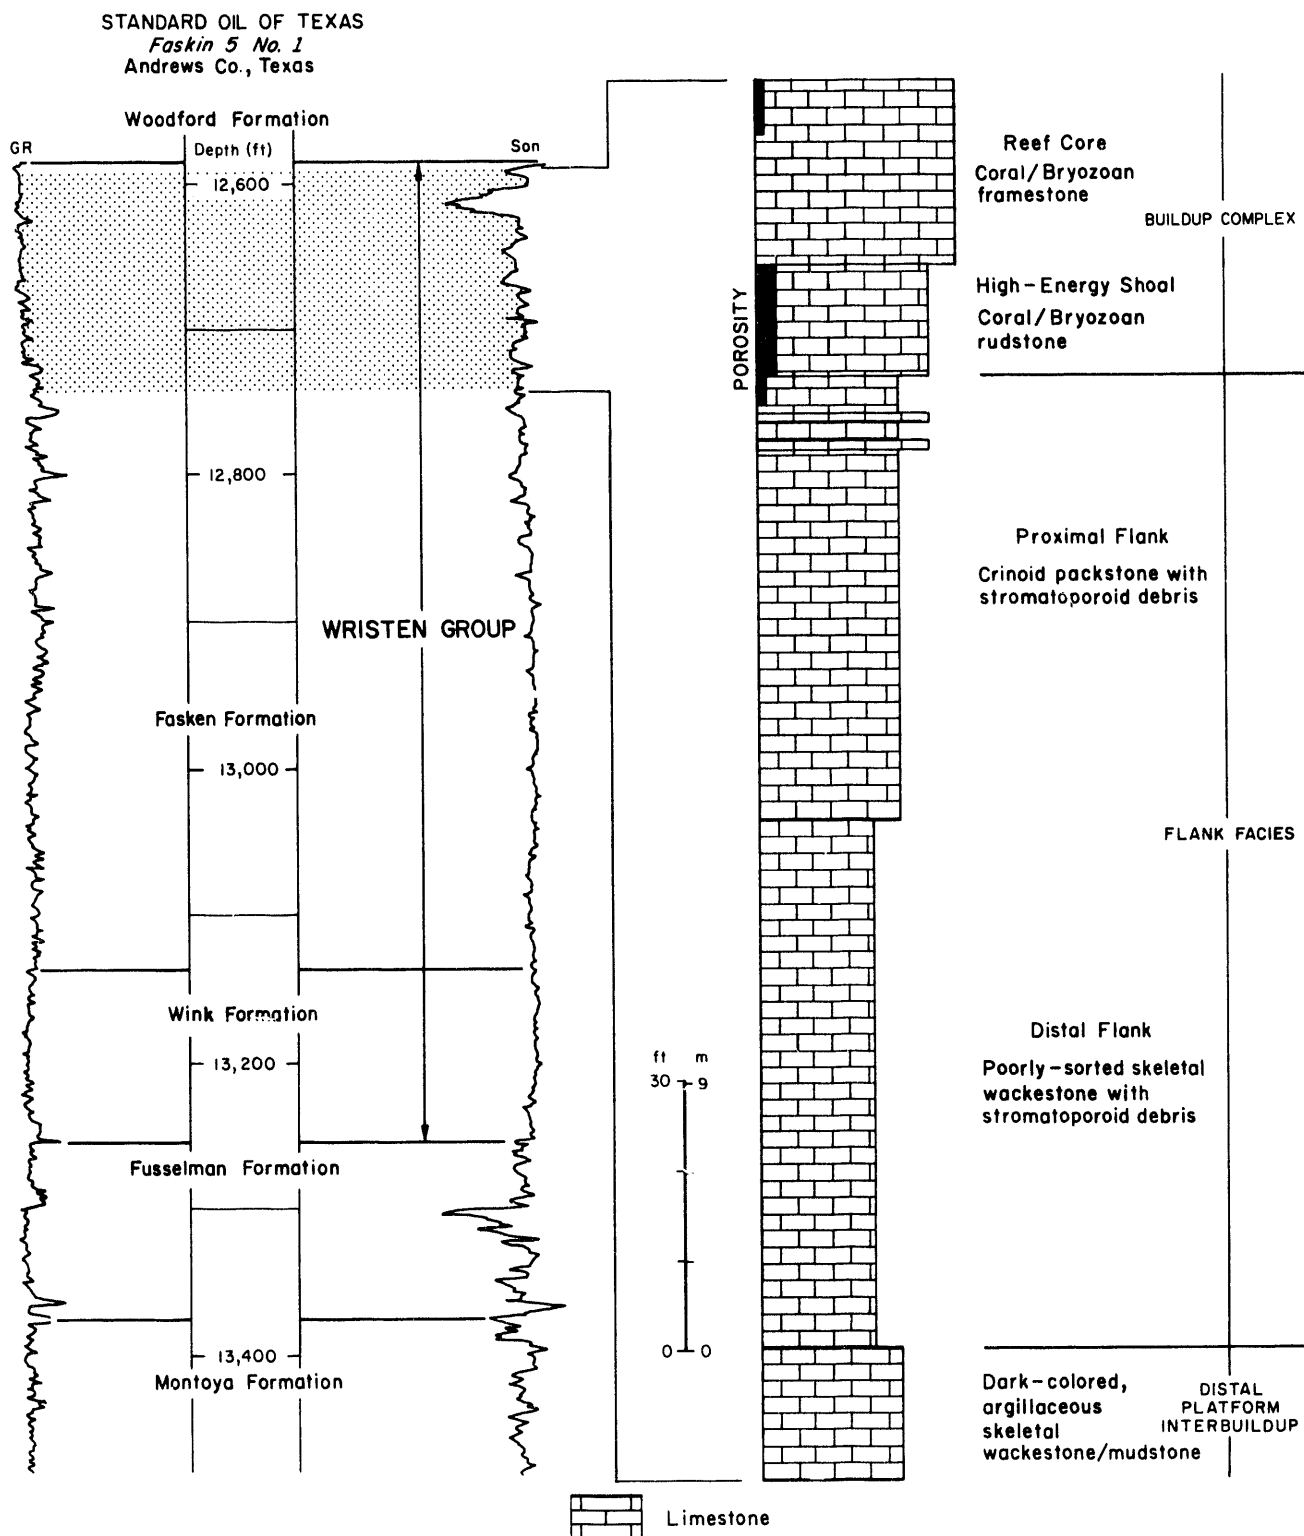 STANDARD OIL OF TEXAS
Faskin 5 No. 1
Andrews Co., Texas
Woodford Formation
GR
Depth (ft)
Son
12,600
12,800
WRISTEN GROUP
Fasken Formation
13,000
Wink Formation
13,200
Fusselman Formation
13,400
Montoya Formation
POROSITY
ft m
30 9
0 0
Reef Core
Coral/Bryozoan
framestone
BUILDUP COMPLEX
High-Energy Shoal
Coral/Bryozoan
rudstone
Proximal Flank
Crinoid packstone with
stromatoporoid debris
FLANK FACIES
Distal Flank
Poorly-sorted skeletal
wackestone with
stromatoporoid debris
Dark-colored,
argillaceous
skeletal
wackestone/mudstone
DISTAL
PLATFORM
INTERBUILDUP
Limestone